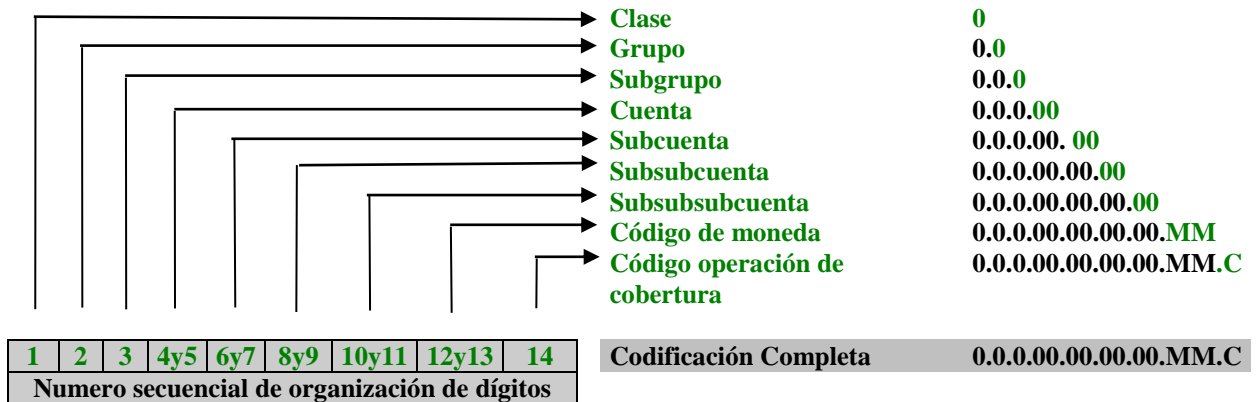 Clase 0
Grupo 0.0
Subgrupo 0.0.0
Cuenta 0.0.0.00
Subcuenta 0.0.0.00. 00
Subsubcuenta 0.0.0.00.00.00
Subsubsubcuenta 0.0.0.00.00.00.00
Código de moneda 0.0.0.00.00.00.00.MM
Código operación de 0.0.0.00.00.00.00.MM.C
cobertura
1 2 3 4y5 6y7 8y9 10y11 12y13 14 Codificación Completa 0.0.0.00.00.00.00.MM.C
Numero secuencial de organización de dígitos